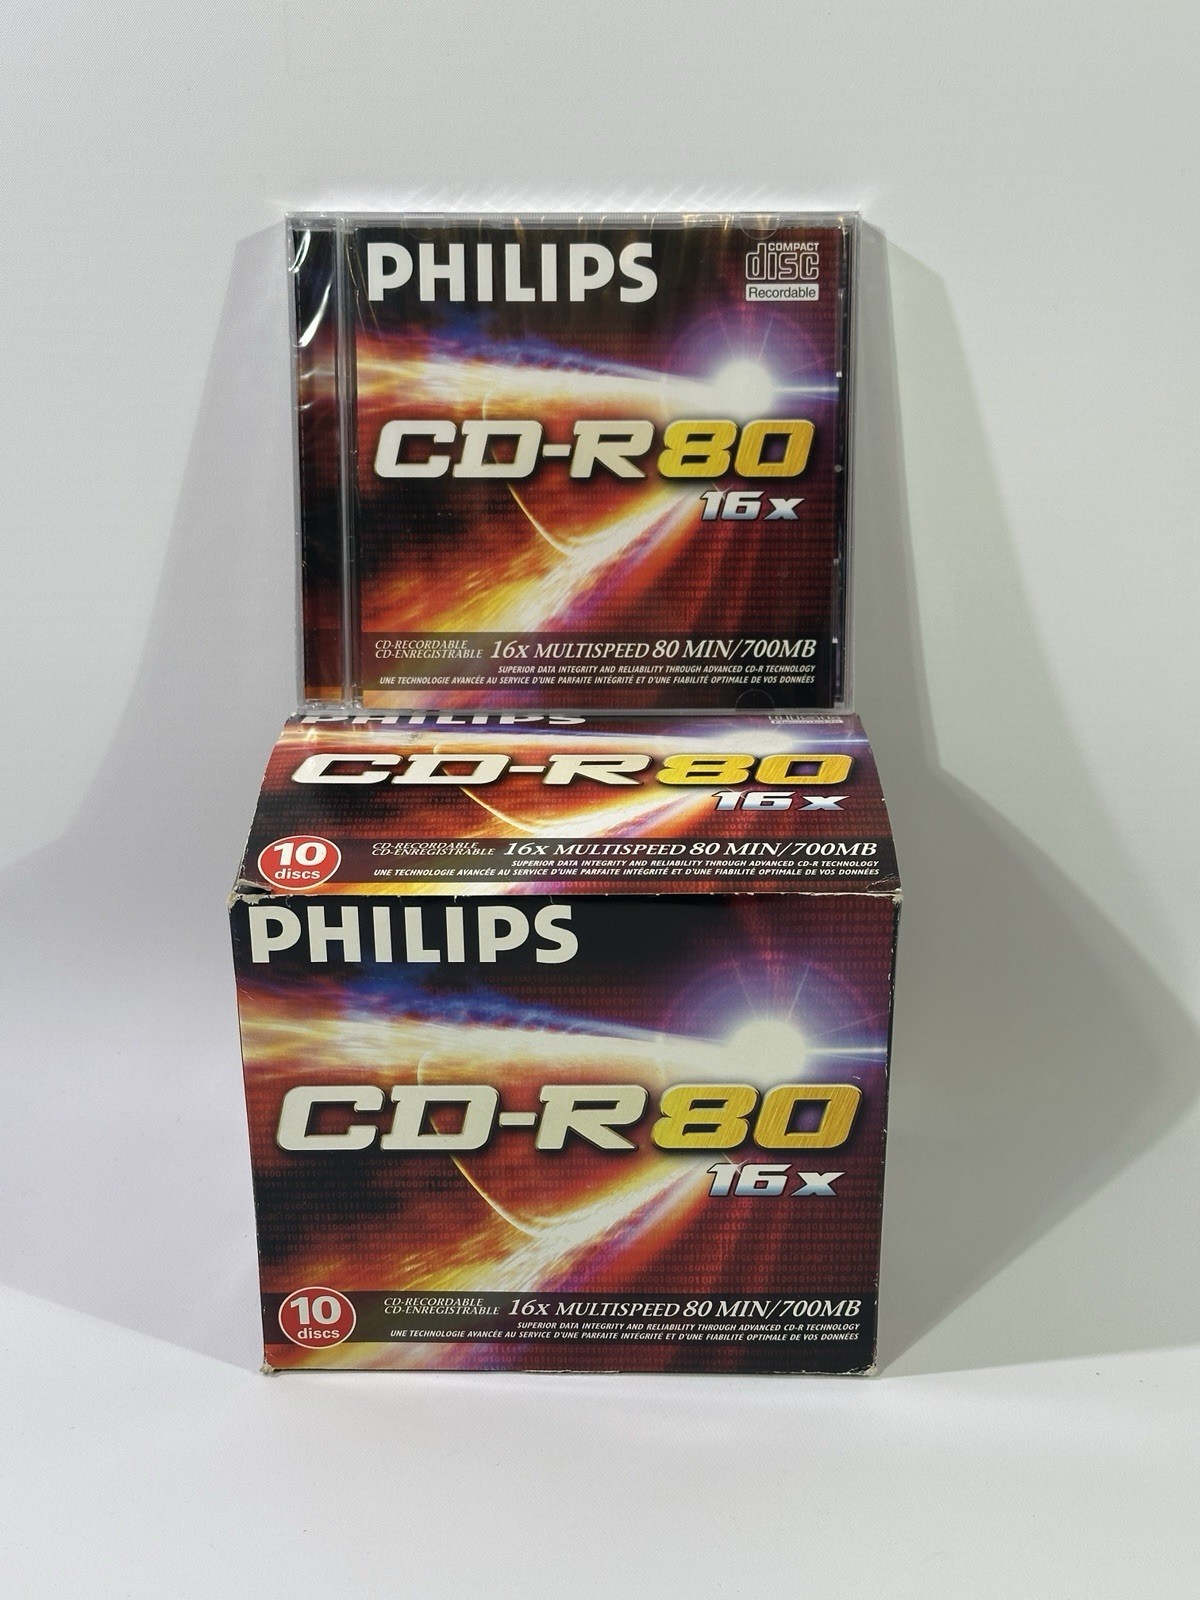 PHILIPS
COMPACT
disc
Recordable
CD-R80
16x
CD-RECORDABLE
CD-ENREGISTRABLE
16x MULTISPEED 80 MIN/700MB
SUPERIOR DATA INTEGRITY AND RELIABILITY THROUGH ADVANCED CD-R TECHNOLOGY
UNE TECHNOLOGIE AVANCÉE AU SERVICE D'UNE PARFAITE INTÉGRITÉ ET D'UNE FIABILITÉ OPTIMALE DE VOS DONNÉES
PHILIPS
CD-R80
16x
10
discs
CD-RECORDABLE
CD-ENREGISTRABLE
16x MULTISPEED 80 MIN/700MB
SUPERIOR DATA INTEGRITY AND RELIABILITY THROUGH ADVANCED CD-R TECHNOLOGY
UNE TECHNOLOGIE AVANCÉE AU SERVICE D'UNE PARFAITE INTÉGRITÉ ET D'UNE FIABILITÉ OPTIMALE DE VOS DONNÉES
PHILIPS
CD-R80
16x
10
discs
CD-RECORDABLE
CD-ENREGISTRABLE
16x MULTISPEED 80 MIN/700MB
SUPERIOR DATA INTEGRITY AND RELIABILITY THROUGH ADVANCED CD-R TECHNOLOGY
UNE TECHNOLOGIE AVANCÉE AU SERVICE D'UNE PARFAITE INTÉGRITÉ ET D'UNE FIABILITÉ OPTIMALE DE VOS DONNÉES